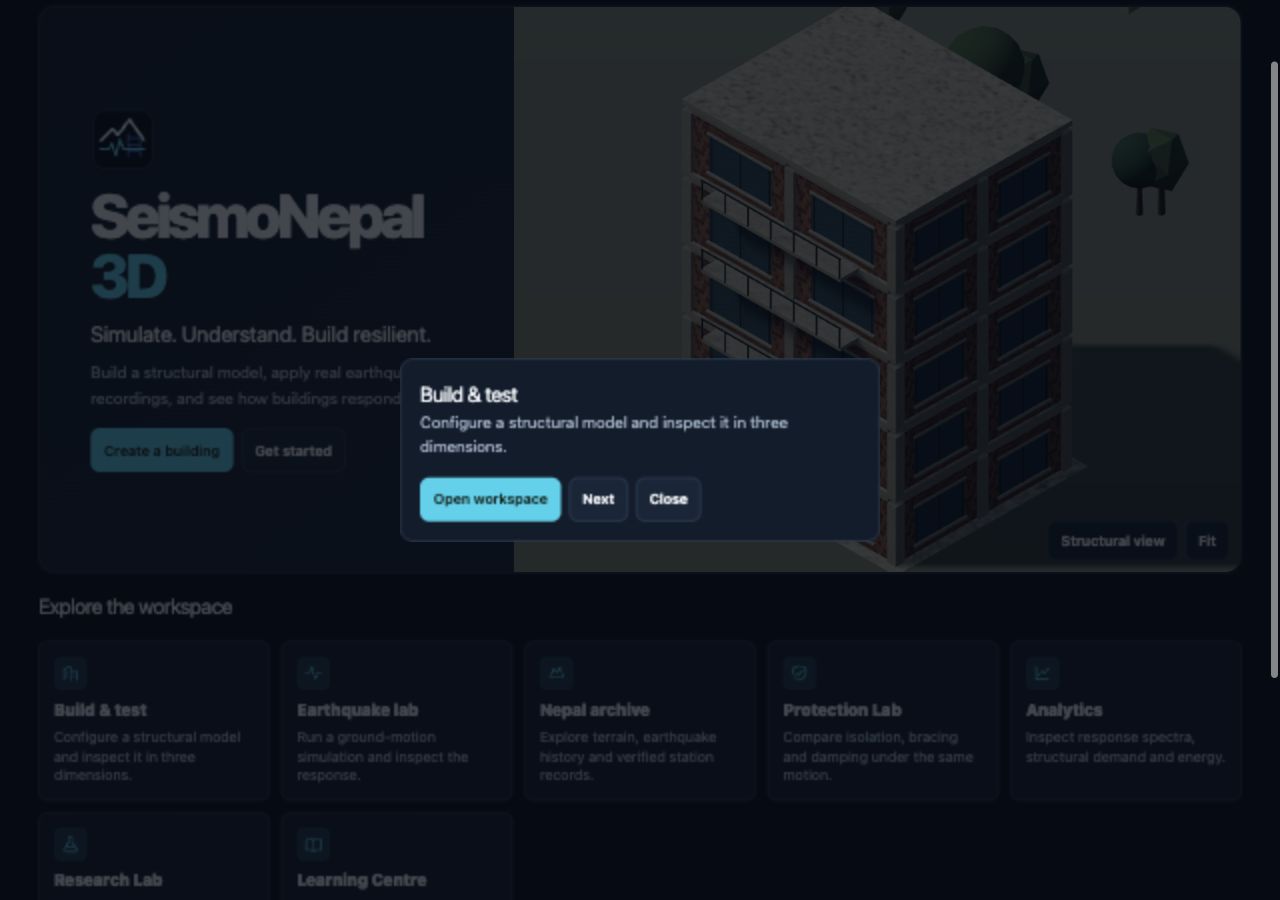 SeismoNepal
3D
Simulate. Understand. Build resilient.
Build a structural model, apply real
recordings, and see how buildings respond
Create a building
Get started
Build & test
Configure a structural model and inspect it in three
dimensions.
Open workspace
Next
Close
Structural view
Fit
Explore the workspace
Build & test
Configure a structural model
and inspect it in three
dimensions.
Earthquake lab
Run a ground-motion
simulation and inspect the
response.
Nepal archive
Explore terrain, earthquake
history and verified station
records.
Protection Lab
Compare isolation, bracing
and damping under the same
motion.
Analytics
Inspect response spectra,
structural demand and energy.
Research Lab
Learning Centre